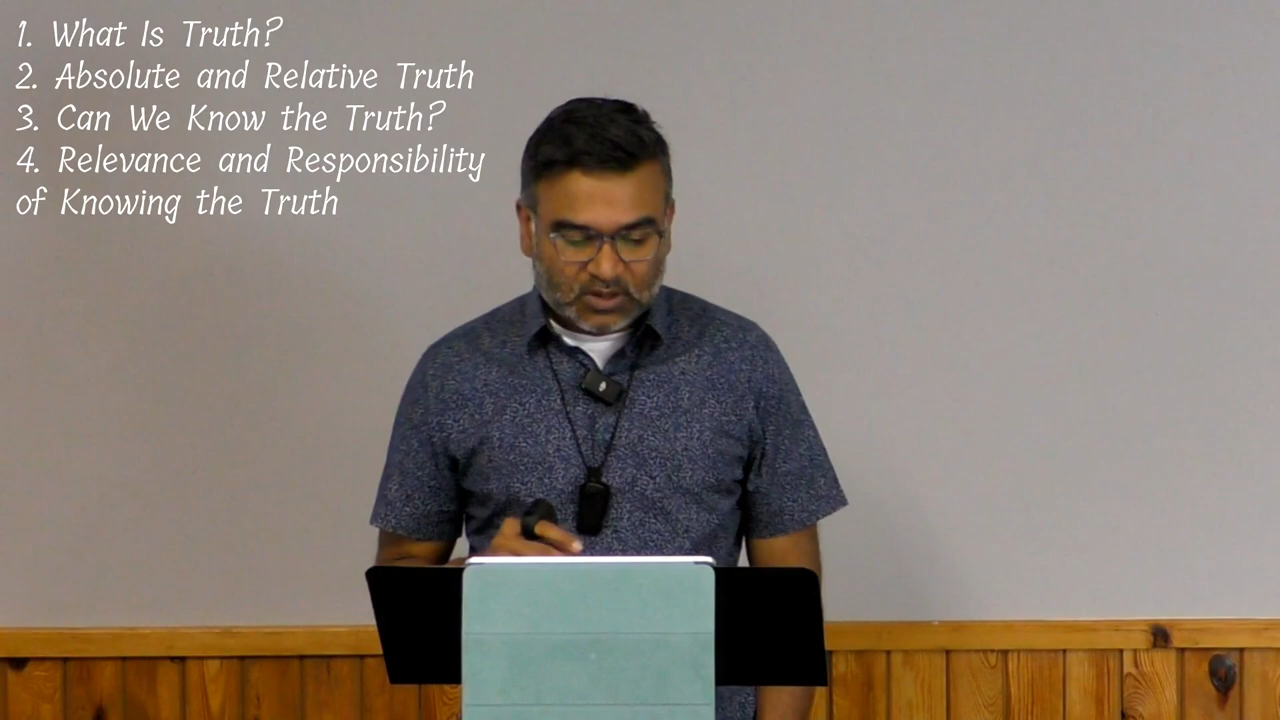 1. What Is Truth?
2. Absolute and Relative Truth
3. Can We Know the Truth?
4. Relevance and Responsibility
of Knowing the Truth